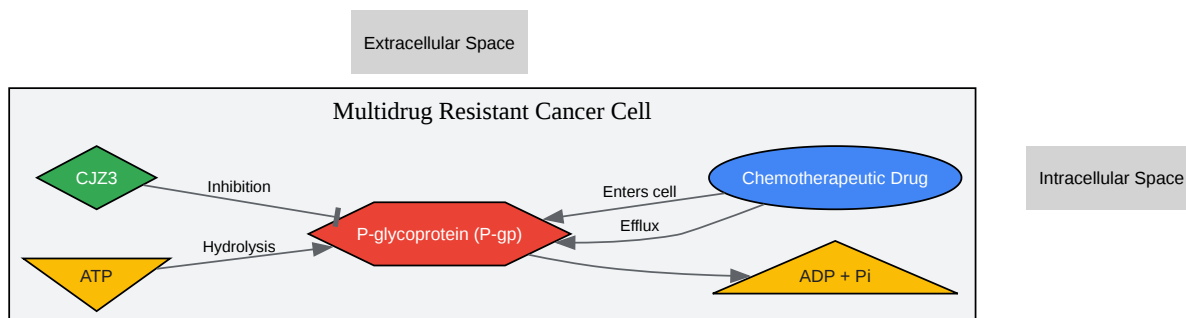 Extracellular Space
Multidrug Resistant Cancer Cell
CJZ3
Inhibition
Enters cell
Chemotherapeutic Drug
Intracellular Space
Efflux
P-glycoprotein (P-gp)
Hydrolysis
ATP
ADP + Pi